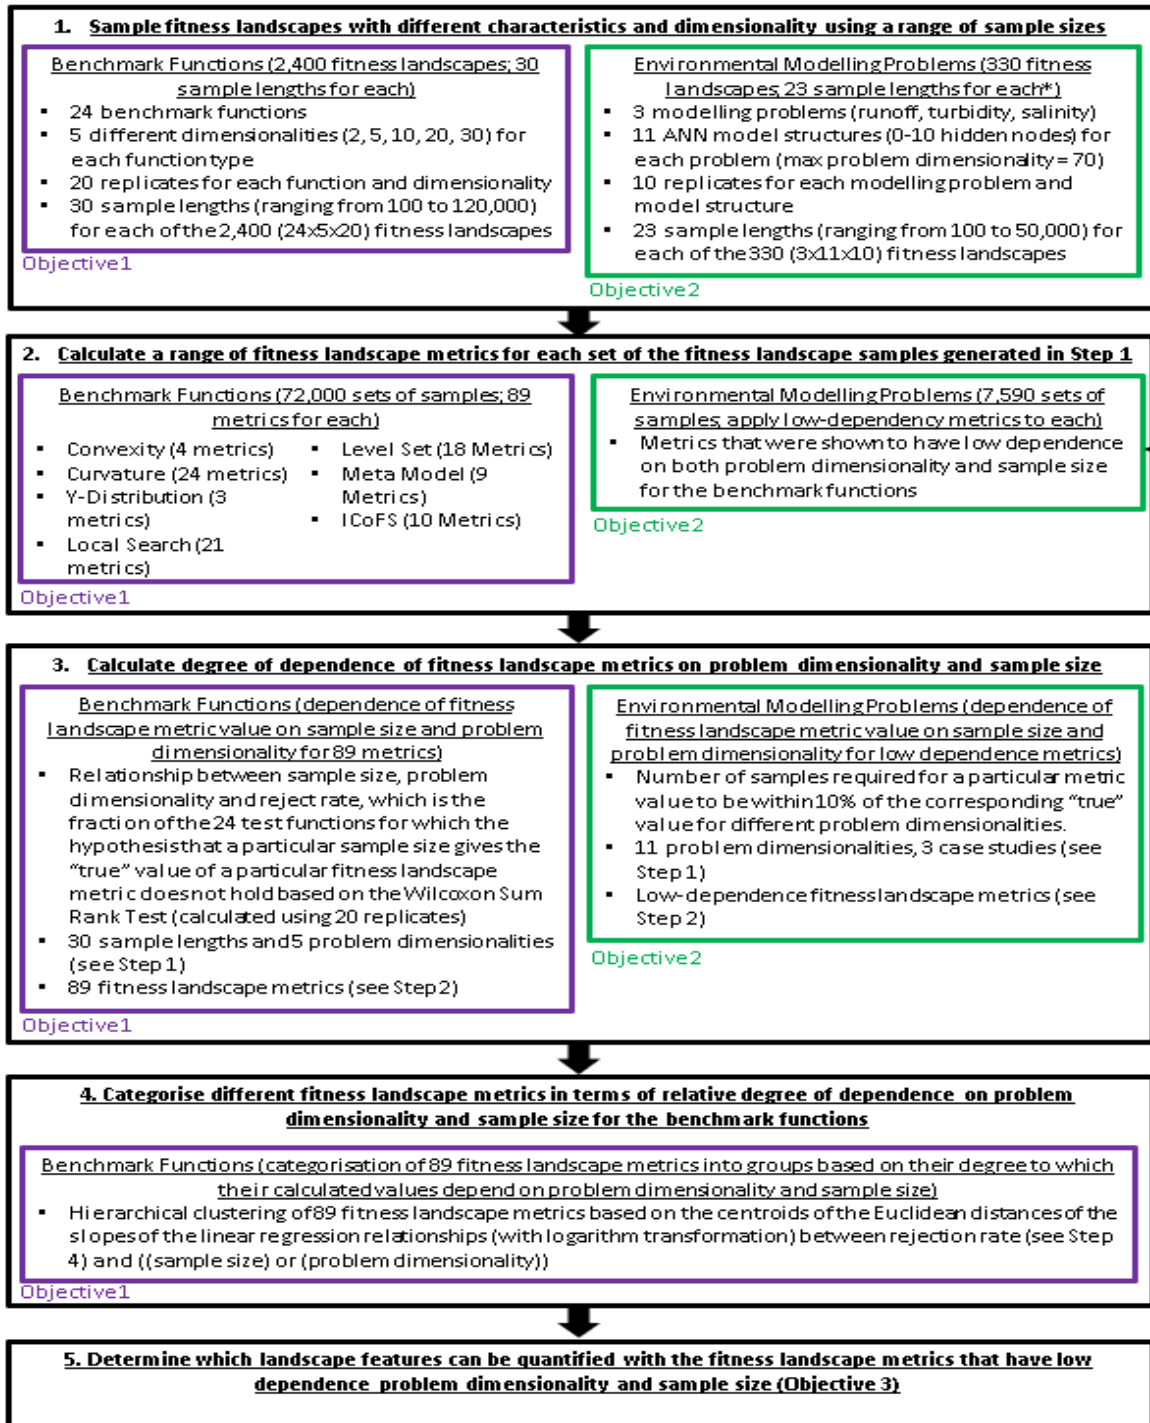 1. Sample fitness landscapes with different characteristics and dimensionality using a range of sample sizes
Benchmark Functions (2,400 fitness landscapes; 30
sample lengths for each)
▪ 24 benchmark functions
▪ 5 different dimensionalities (2, 5, 10, 20, 30) for
each function type
▪ 20 replicates for each function and dimensionality
▪ 30 sample lengths (ranging from 100 to 120,000)
for each of the 2,400 (24x5x20) fitness landscapes
Objective1
Environmental Modelling Problems (330 fitness
landscapes; 23 sample lengths for each*)
▪ 3 modelling problems (runoff, turbidity, salinity)
▪ 11 ANN model structures (0-10 hidden nodes) for
each problem (max problem dimensionality = 70)
▪ 10 replicates for each modelling problem and
model structure
▪ 23 sample lengths (ranging from 100 to 50,000) for
each of the 330 (3x11x10) fitness landscapes
Objective2
2. Calculate a range of fitness landscape metrics for each set of the fitness landscape samples generated in Step 1
Benchmark Functions (72,000 sets of samples; 89
metrics for each)
▪ Convexity (4 metrics)
▪ Curvature (24 metrics)
▪ Y-Distribution (3
metrics)
▪ Local Search (21
metrics)
▪ Level Set (18 Metrics)
▪ Meta Model (9
Metrics)
▪ ICoFS (10 Metrics)
Objective1
Environmental Modelling Problems (7,590 sets of
samples; apply low-dependency metrics to each)
▪ Metrics that were shown to have low dependence
on both problem dimensionality and sample size
for the benchmark functions
Objective2
3. Calculate degree of dependence of fitness landscape metrics on problem dimensionality and sample size
Benchmark Functions (dependence of fitness
landscape metric value on sample size and problem
dimensionality for 89 metrics)
▪ Relationship between sample size, problem
dimensionality and reject rate, which is the
fraction of the 24 test functions for which the
hypothesis that a particular sample size gives the
“true” value of a particular fitness landscape
metric does not hold based on the Wilcoxon Sum
Rank Test (calculated using 20 replicates)
▪ 30 sample lengths and 5 problem dimensionalities
(see Step 1)
▪ 89 fitness landscape metrics (see Step 2)
Objective1
Environmental Modelling Problems (dependence of
fitness landscape metric value on sample size and
problem dimensionality for low dependence metrics)
▪ Number of samples required for a particular metric
value to be within 10% of the corresponding “true”
value for different problem dimensionalities.
▪ 11 problem dimensionalities, 3 case studies (see
Step 1)
▪ Low-dependence fitness landscape metrics (see
Step 2)
Objective2
4. Categorise different fitness landscape metrics in terms of relative degree of dependence on problem
dimensionality and sample size for the benchmark functions
Benchmark Functions (categorisation of 89 fitness landscape metrics into groups based on their degree to which
their calculated values depend on problem dimensionality and sample size)
▪ Hierarchical clustering of 89 fitness landscape metrics based on the centroids of the Euclidean distances of the
slopes of the linear regression relationships (with logarithm transformation) between rejection rate (see Step
4) and ((sample size) or (problem dimensionality))
Objective1
5. Determine which landscape features can be quantified with the fitness landscape metrics that have low
dependence problem dimensionality and sample size (Objective 3)